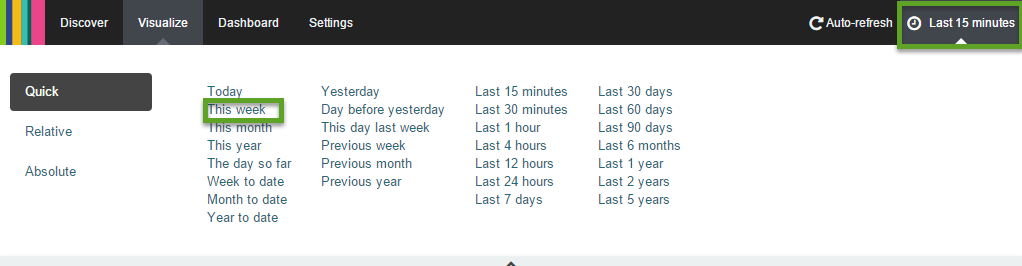 Discover Visualize Dashboard Settings Auto-refresh Last 15 minutes
Quick
Relative
Absolute
Today
This week
This month
This year
The day so far
Week to date
Month to date
Year to date
Yesterday
Day before yesterday
This day last week
Previous week
Previous month
Previous year
Last 15 minutes
Last 30 minutes
Last 1 hour
Last 4 hours
Last 12 hours
Last 24 hours
Last 7 days
Last 30 days
Last 60 days
Last 90 days
Last 6 months
Last 1 year
Last 2 years
Last 5 years